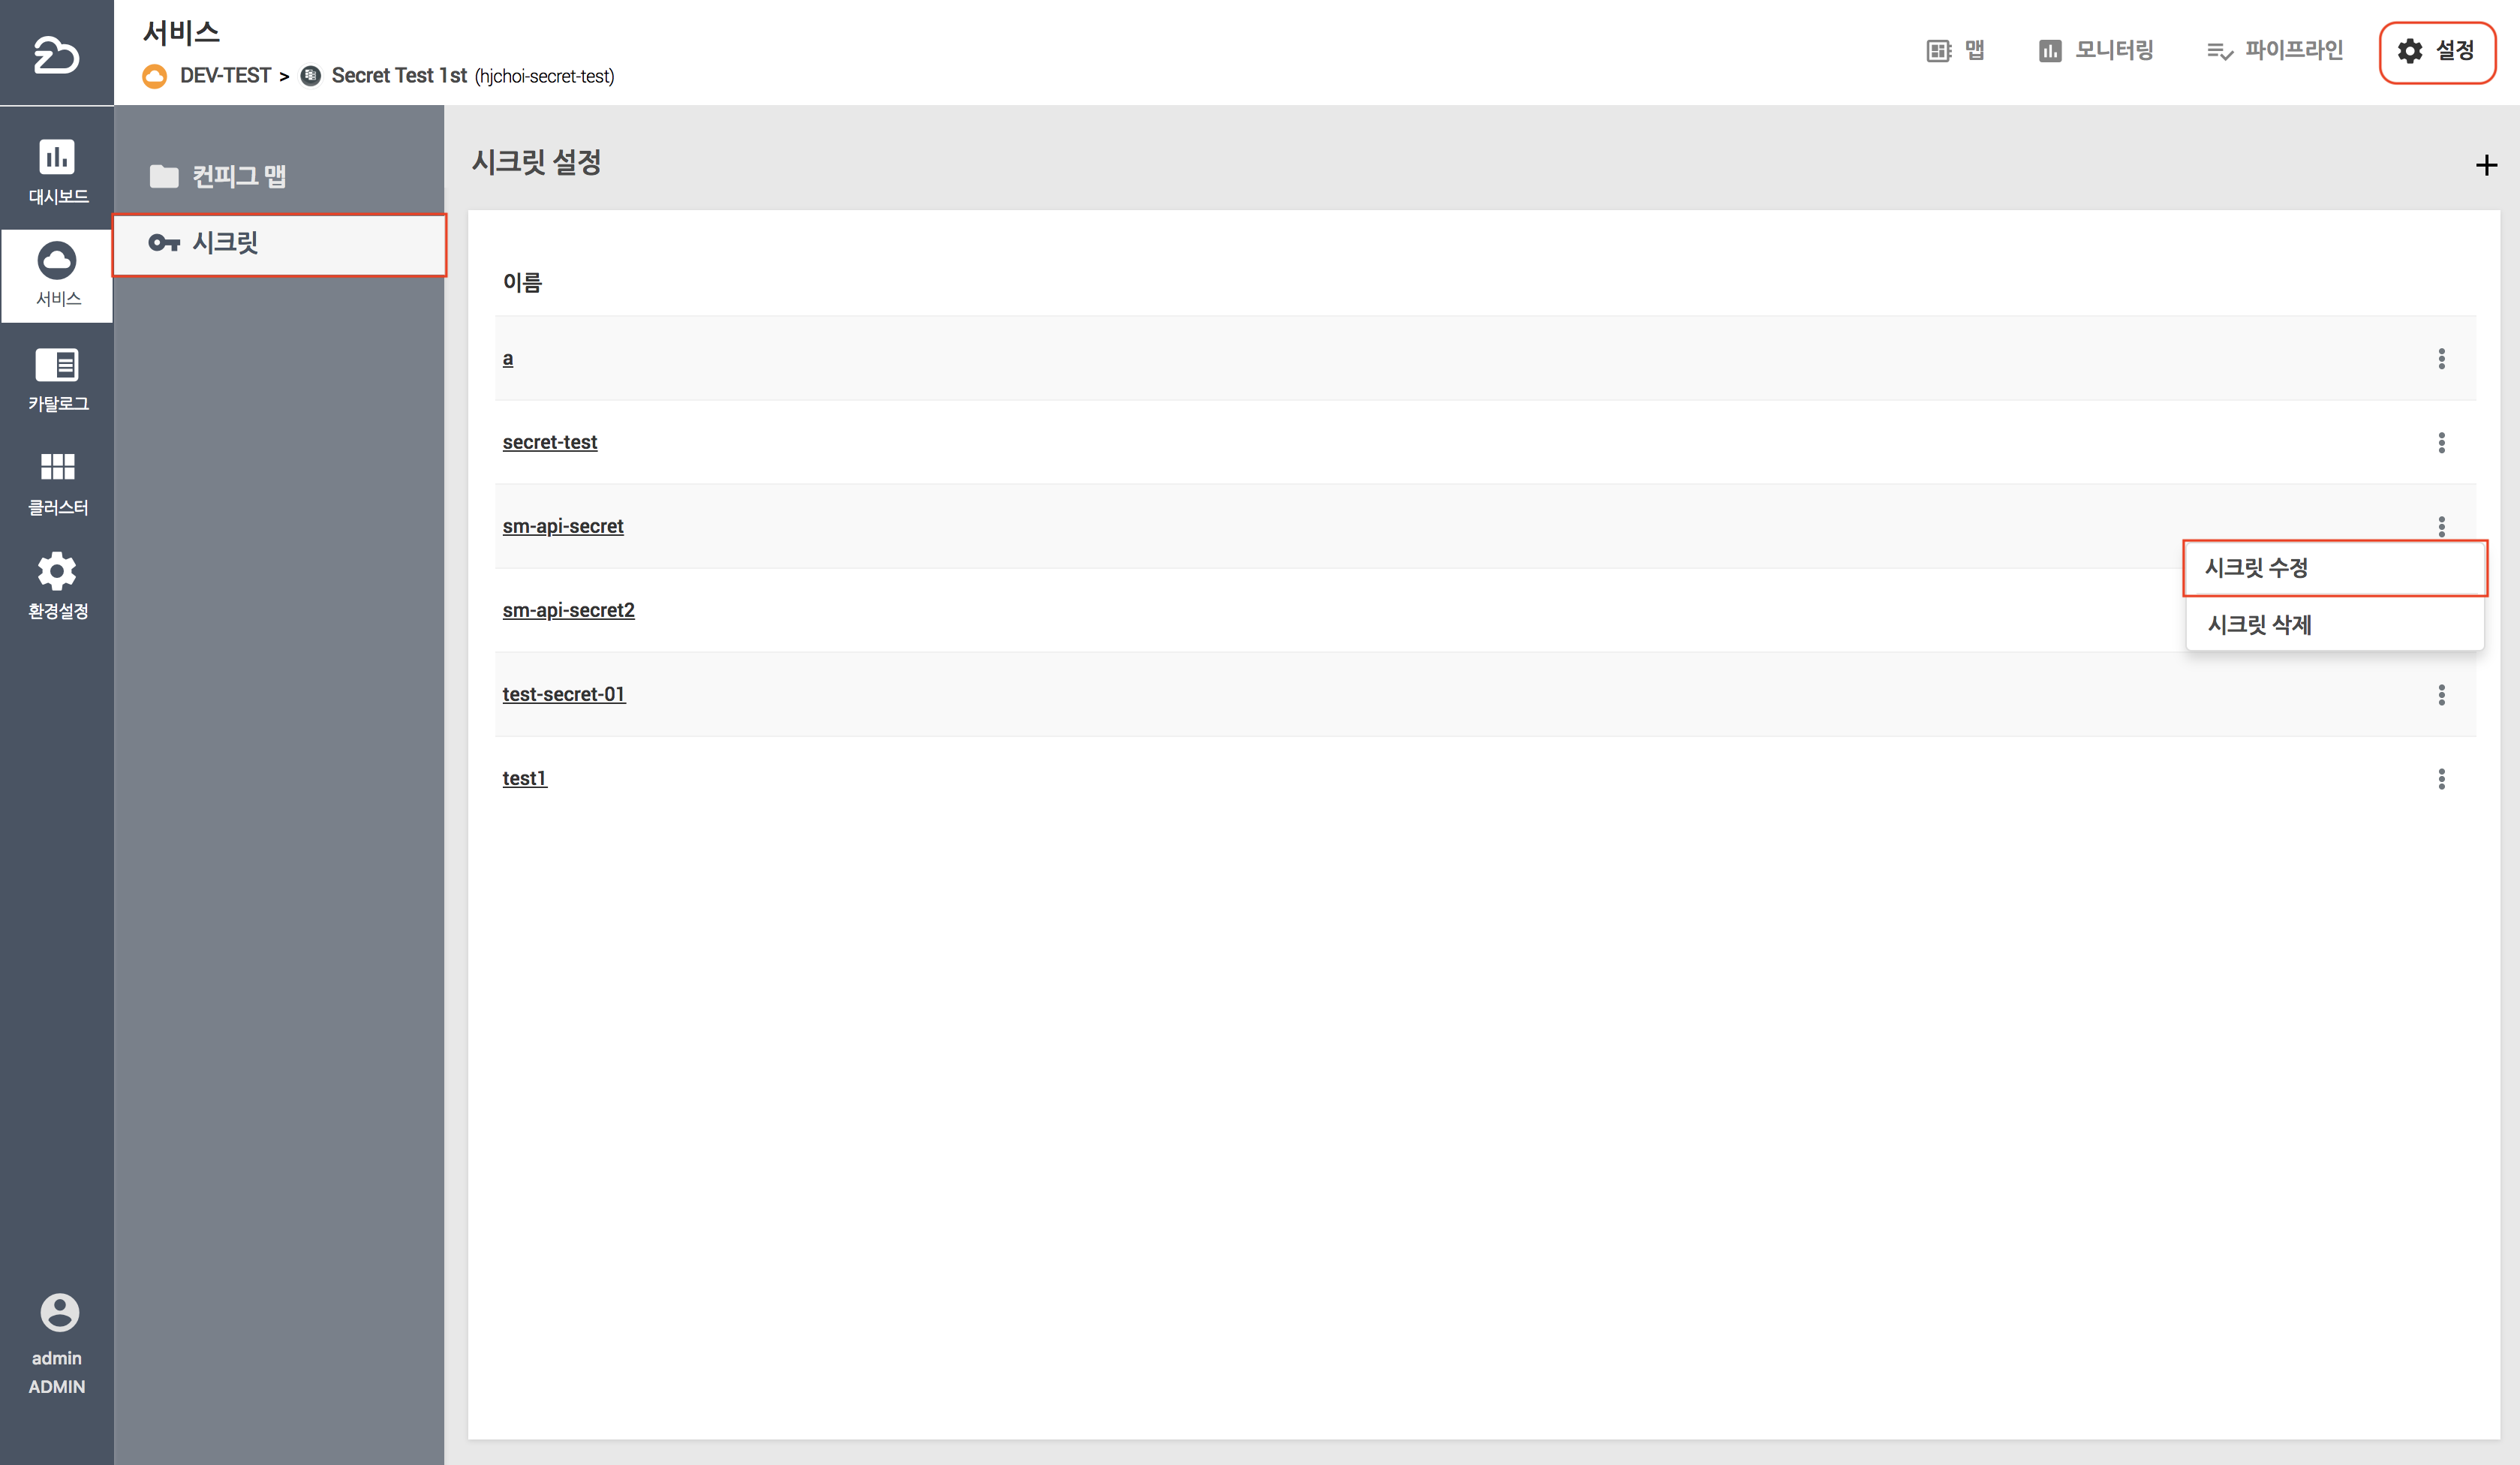 서비스
DEV-TEST > Secret Test 1st (hjchoi-secret-test)
맵
모니터링
파이프라인
설정
대시보드
서비스
카탈로그
클러스터
환경설정
admin
ADMIN
컨피그 맵
시크릿
시크릿 설정
이름
a
secret-test
sm-api-secret
시크릿 수정
시크릿 삭제
sm-api-secret2
test-secret-01
test1